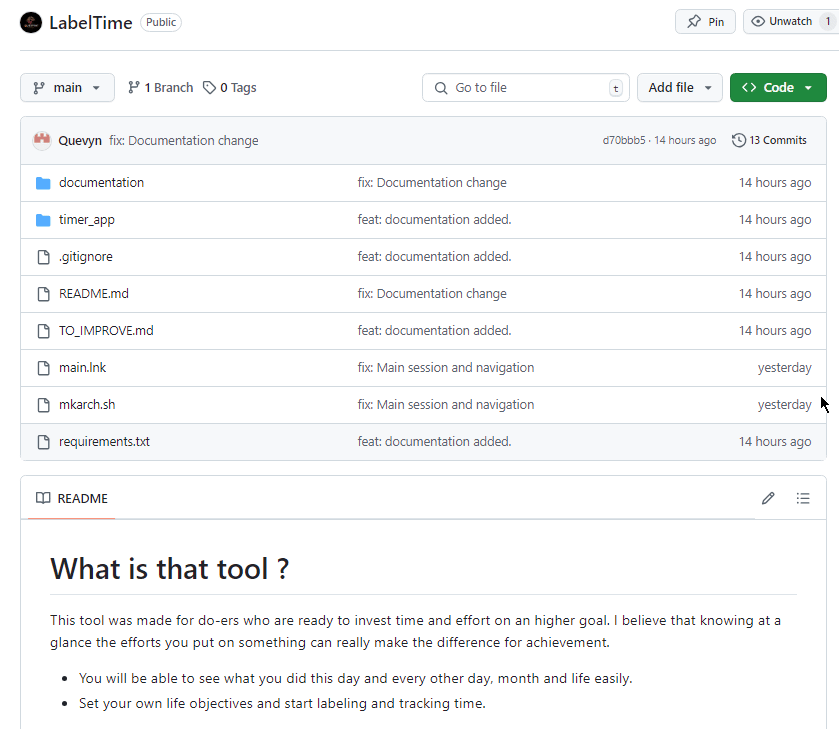 LabelTime Public Pin Unwatch 1
main 1 Branch 0 Tags Go to file t Add file Code
Quevyn fix: Documentation change d70bbb5 · 14 hours ago 13 Commits
documentation fix: Documentation change 14 hours ago
timer_app feat: documentation added. 14 hours ago
.gitignore feat: documentation added. 14 hours ago
README.md fix: Documentation change 14 hours ago
TO_IMPROVE.md feat: documentation added. 14 hours ago
main.lnk fix: Main session and navigation yesterday
mkarch.sh fix: Main session and navigation yesterday
requirements.txt feat: documentation added. 14 hours ago
README
What is that tool ?
This tool was made for do-ers who are ready to invest time and effort on an higher goal. I believe that knowing at a
glance the efforts you put on something can really make the difference for achievement.
• You will be able to see what you did this day and every other day, month and life easily.
• Set your own life objectives and start labeling and tracking time.